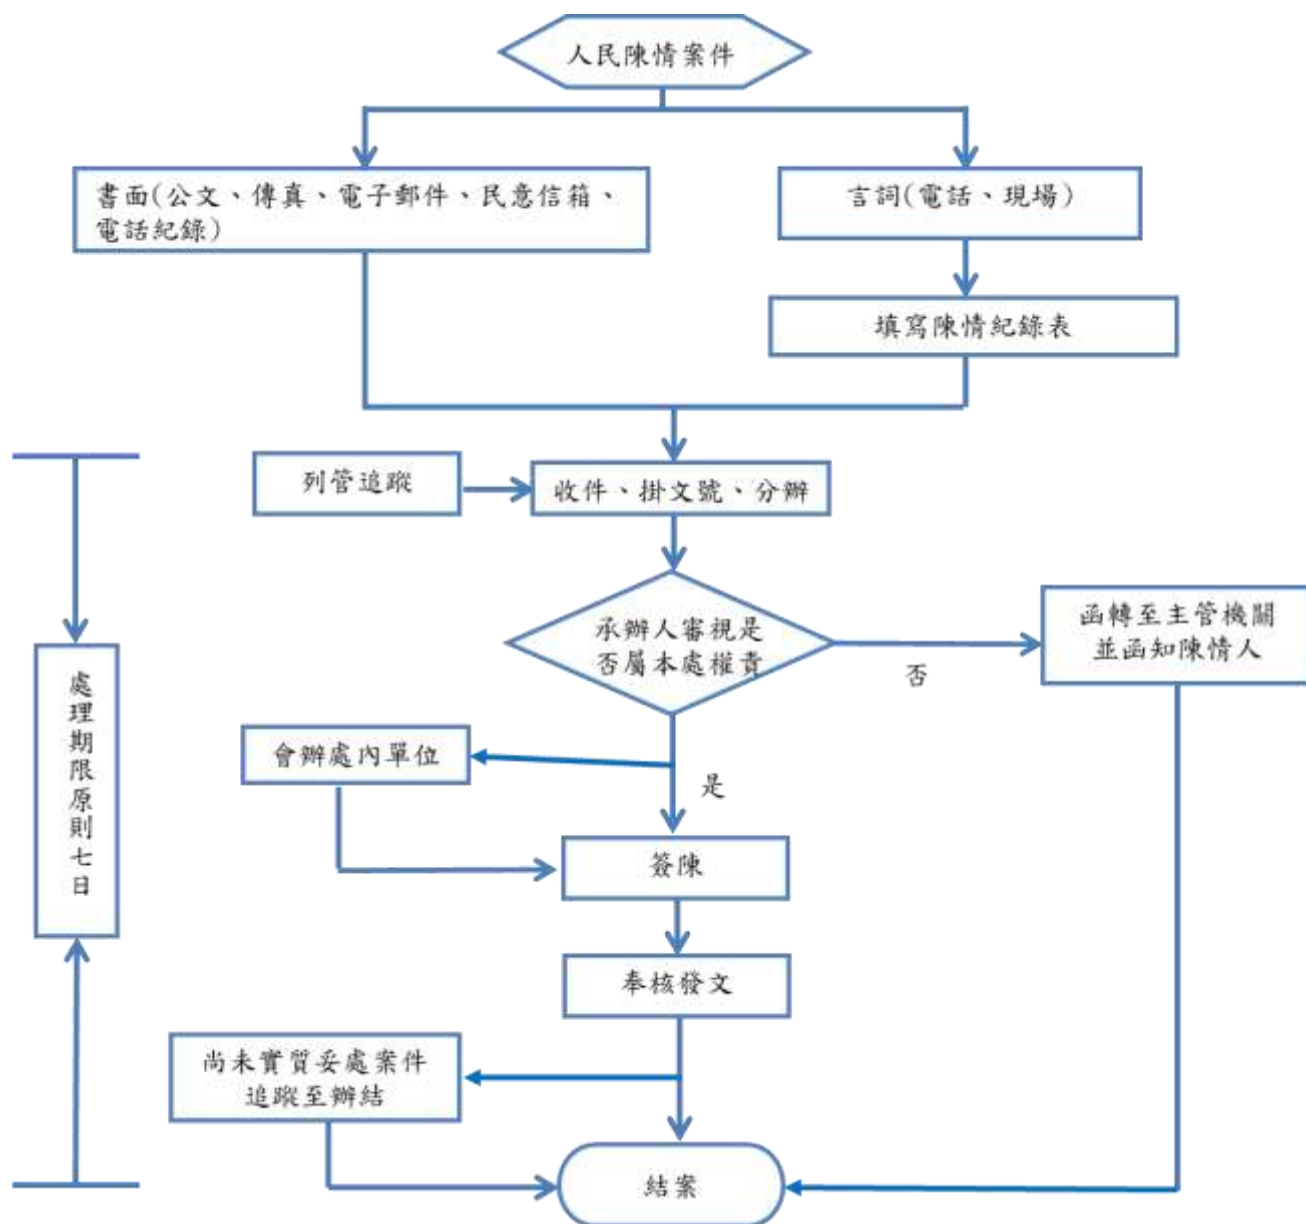 人民陳情案件
書面(公文、傳真、電子郵件、民意信箱、
電話紀錄)
言詞(電話、現場)
填寫陳情紀錄表
列管追蹤
收件、掛文號、分辦
承辦人審視是
否屬本處權責
否
函轉至主管機關
並函知陳情人
處理期限原則七日
會辦處內單位
是
簽陳
奉核發文
尚未實質妥處案件
追蹤至辦結
結案